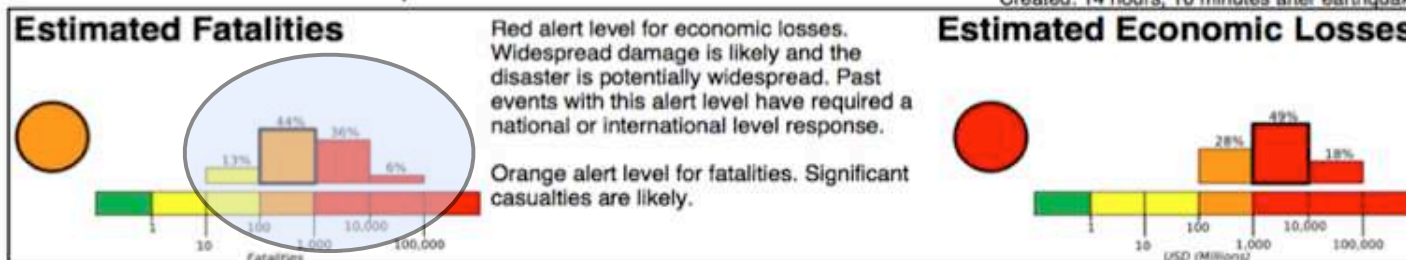 Created: 14 hours, 10 minutes after earthquake
Estimated Fatalities
13%
44%
36%
6%
1
100
10,000
10
1,000
100,000
Fatalities
Red alert level for economic losses.
Widespread damage is likely and the
disaster is potentially widespread. Past
events with this alert level have required a
national or international level response.
Orange alert level for fatalities. Significant
casualties are likely.
Estimated Economic Losses
28%
49%
18%
1
100
10,000
10
1,000
100,000
USD (Millions)